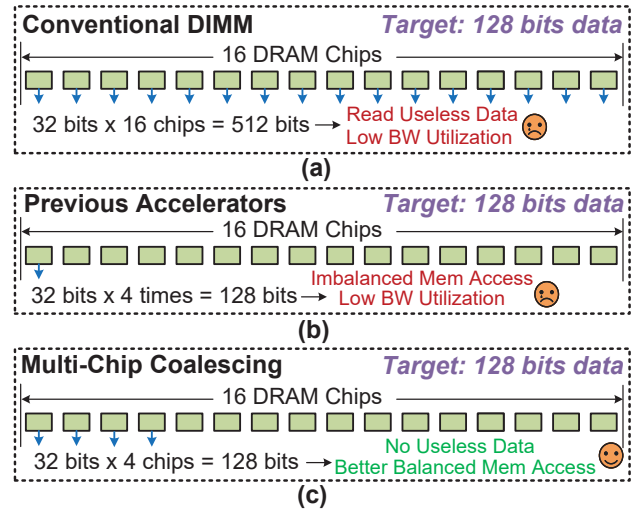 Conventional DIMM Target: 128 bits data
16 DRAM Chips
32 bits x 16 chips = 512 bits
Read Useless Data
Low BW Utilization
(a)
Previous Accelerators Target: 128 bits data
16 DRAM Chips
32 bits x 4 times = 128 bits
Imbalanced Mem Access
Low BW Utilization
(b)
Multi-Chip Coalescing Target: 128 bits data
16 DRAM Chips
32 bits x 4 chips = 128 bits
No Useless Data
Better Balanced Mem Access
(c)